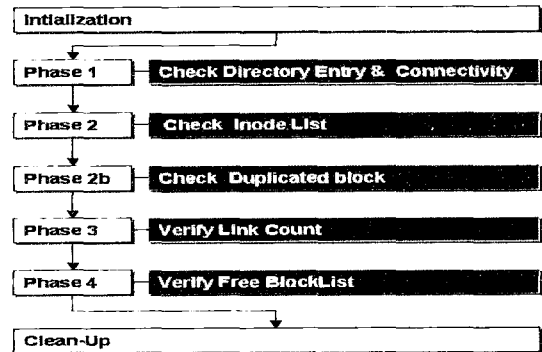 Intialization
Phase 1 Check Directory Entry & Connectivity
Phase 2 Check Inode List
Phase 2b Check Duplicated block
Phase 3 Verify Link Count
Phase 4 Verify Free BlockList
Clean-Up